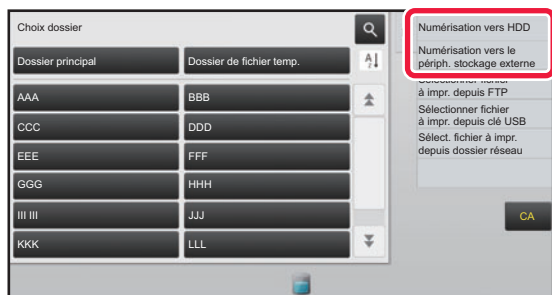 Choix dossier
Dossier principal
Dossier de fichier temp.
AAA
BBB
CCC
DDD
EEE
FFF
GGG
HHH
III III
JJJ
KKK
LLL
Numérisation vers HDD
Numérisation vers le
périph. stockage externe
Sélectionner fichier
à impr. depuis FTP
Sélectionner fichier
à impr. depuis clé USB
Sélect. fichier à impr.
depuis dossier réseau
CA